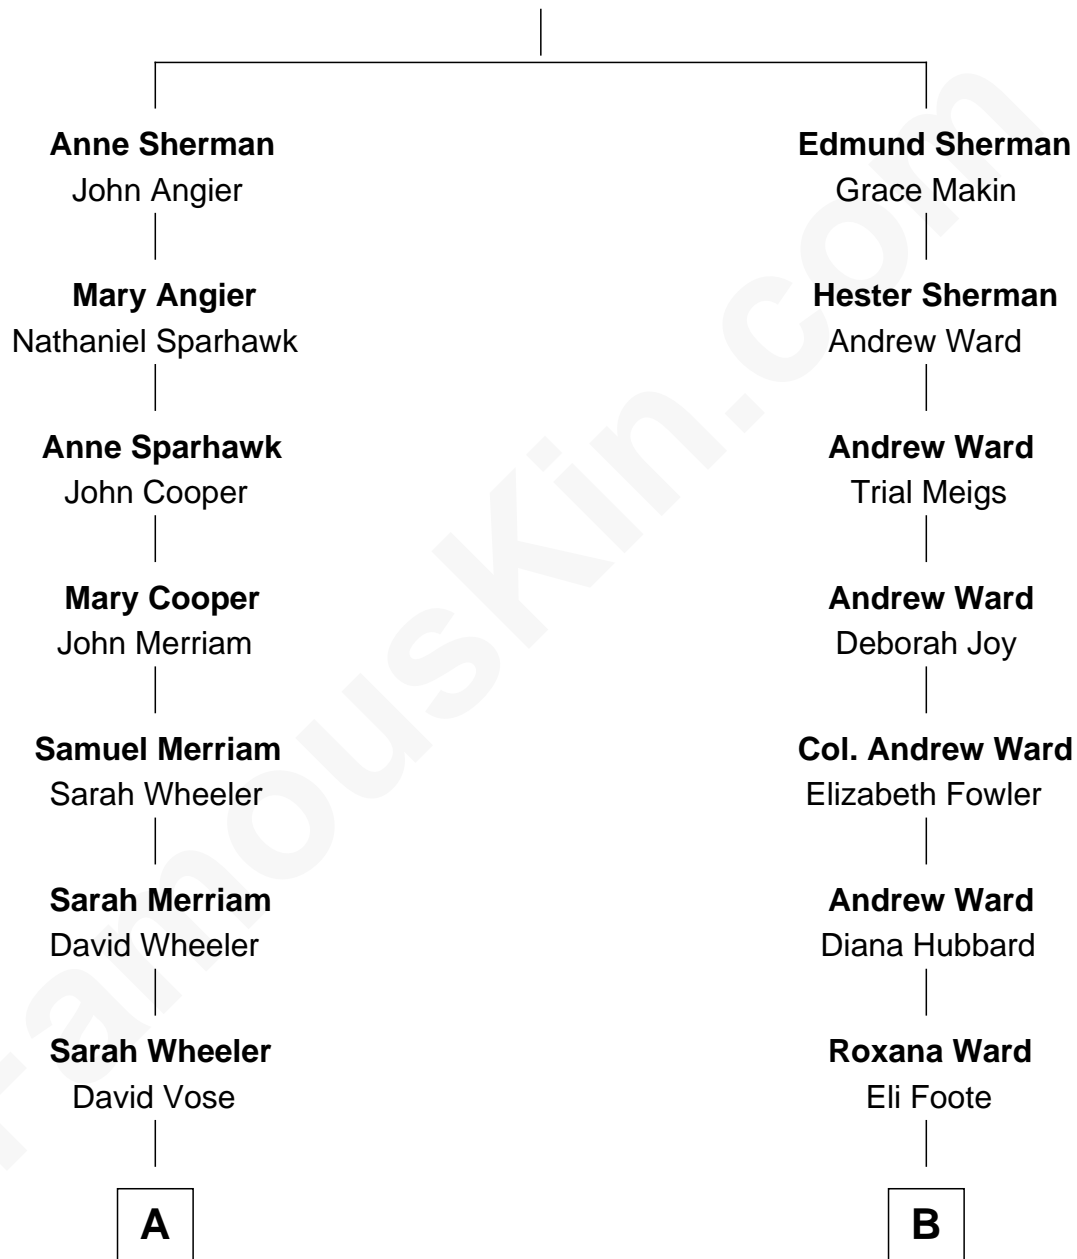 Anne Sherman
John Angier
Mary Angier
Nathaniel Sparhawk
Anne Sparhawk
John Cooper
Mary Cooper
John Merriam
Samuel Merriam
Sarah Wheeler
Sarah Merriam
David Wheeler
Sarah Wheeler
David Vose
A
Edmund Sherman
Grace Makin
Hester Sherman
Andrew Ward
Andrew Ward
Trial Meigs
Andrew Ward
Deborah Joy
Col. Andrew Ward
Elizabeth Fowler
Andrew Ward
Diana Hubbard
Roxana Ward
Eli Foote
B
FamousKin.com